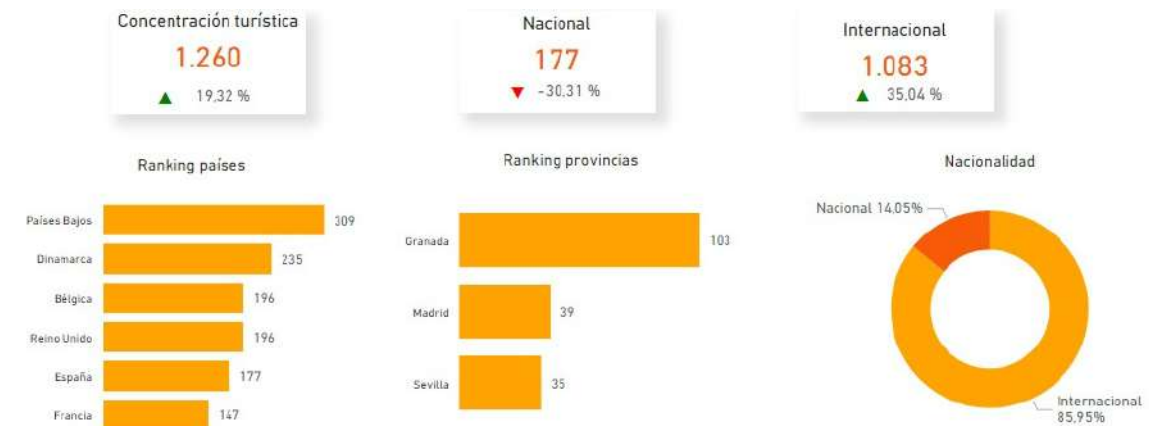 Concentración turística
1.260
▲ 19,32 %
Nacional
177
▼ -30,31 %
Internacional
1.083
▲ 35,04 %
Ranking países
Países Bajos 309
Dinamarca 235
Bélgica 196
Reino Unido 196
España 177
Francia 147
Ranking provincias
Granada 103
Madrid 39
Sevilla 35
Nacionalidad
Nacional 14,05%
Internacional
85,95%